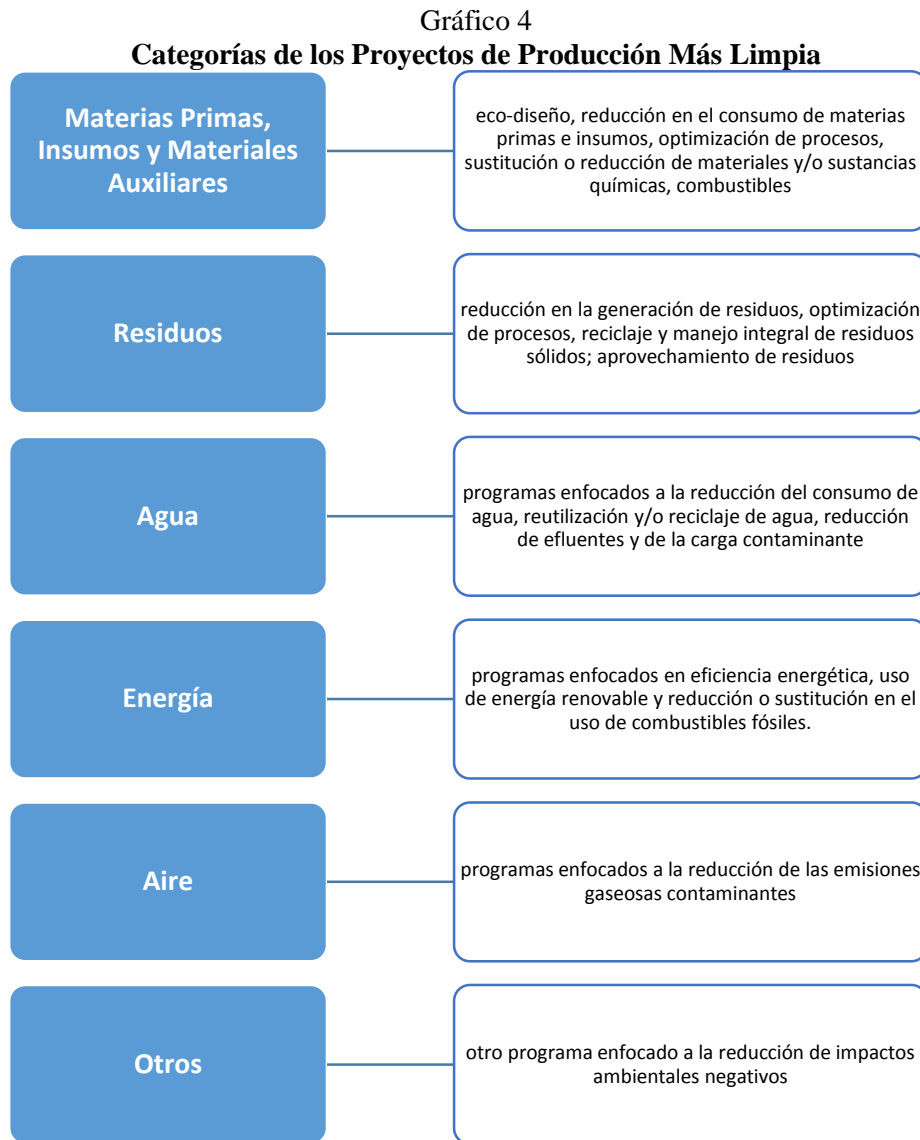 Gráfico 4
Categorías de los Proyectos de Producción Más Limpia
Materias Primas,
Insumos y Materiales
Auxiliares
eco-diseño, reducción en el consumo de materias
primas e insumos, optimización de procesos,
sustitución o reducción de materiales y/o sustancias
químicas, combustibles
Residuos
reducción en la generación de residuos, optimización
de procesos, reciclaje y manejo integral de residuos
sólidos; aprovechamiento de residuos
Agua
programas enfocados a la reducción del consumo de
agua, reutilización y/o reciclaje de agua, reducción
de efluentes y de la carga contaminante
Energía
programas enfocados en eficiencia energética, uso
de energía renovable y reducción o sustitución en el
uso de combustibles fósiles.
Aire
programas enfocados a la reducción de las emisiones
gaseosas contaminantes
Otros
otro programa enfocado a la reducción de impactos
ambientales negativos